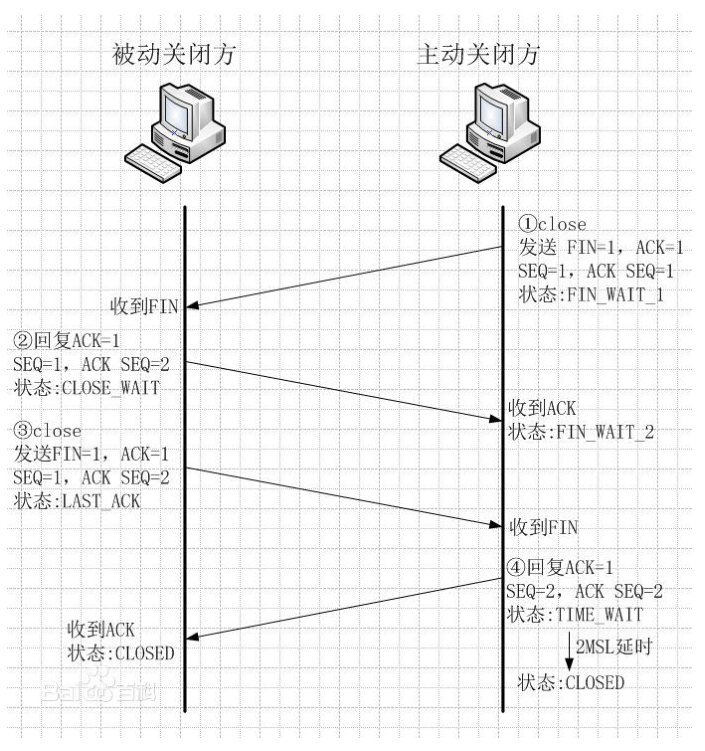 被动关闭方
主动关闭方
①close
发送 FIN=1, ACK=1
SEQ=1, ACK SEQ=1
状态:FIN_WAIT_1
收到FIN
②回复ACK=1
SEQ=1, ACK SEQ=2
状态:CLOSE_WAIT
收到ACK
状态:FIN_WAIT_2
③close
发送FIN=1, ACK=1
SEQ=1, ACK SEQ=2
状态:LAST_ACK
收到FIN
④回复ACK=1
SEQ=2, ACK SEQ=2
状态:TIME_WAIT
2MSL延时
状态:CLOSED
收到ACK
状态:CLOSED
Bai百科